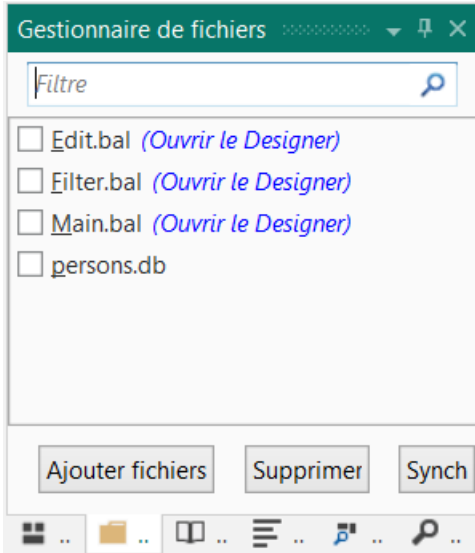 Gestionnaire de fichiers
Filtre
Edit.bal (Ouvrir le Designer)
Filter.bal (Ouvrir le Designer)
Main.bal (Ouvrir le Designer)
persons.db
Ajouter fichiers Supprimer Synch
.. .. .. .. .. ..